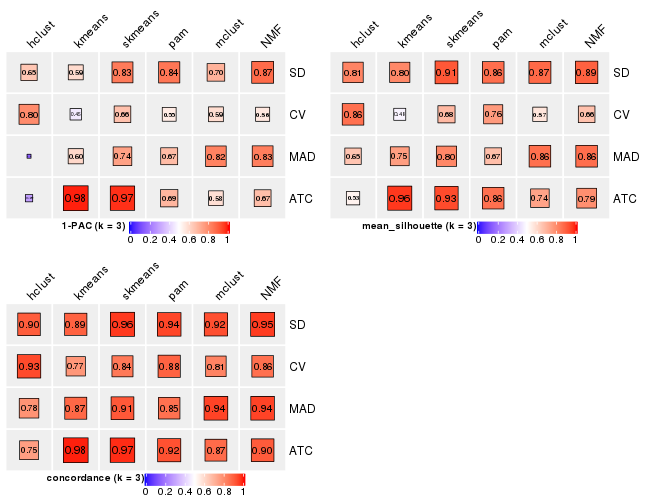 hclust kmeans skmeans pam mclust NMF
0.65 0.59 0.83 0.84 0.70 0.87 SD
0.80 0.45 0.66 0.55 0.59 0.56 CV
0.60 0.74 0.67 0.82 0.83 MAD
0.98 0.97 0.69 0.58 0.67 ATC
1-PAC (k = 3)
0 0.2 0.4 0.6 0.8 1
hclust kmeans skmeans pam mclust NMF
0.81 0.80 0.91 0.86 0.87 0.89 SD
0.86 0.48 0.68 0.76 0.57 0.66 CV
0.65 0.75 0.80 0.67 0.86 0.86 MAD
0.53 0.96 0.93 0.86 0.74 0.79 ATC
mean_silhouette (k = 3)
0 0.2 0.4 0.6 0.8 1
hclust kmeans skmeans pam mclust NMF
0.90 0.89 0.96 0.94 0.92 0.95 SD
0.93 0.77 0.84 0.88 0.81 0.86 CV
0.78 0.87 0.91 0.85 0.94 0.94 MAD
0.75 0.98 0.97 0.92 0.87 0.90 ATC
concordance (k = 3)
0 0.2 0.4 0.6 0.8 1